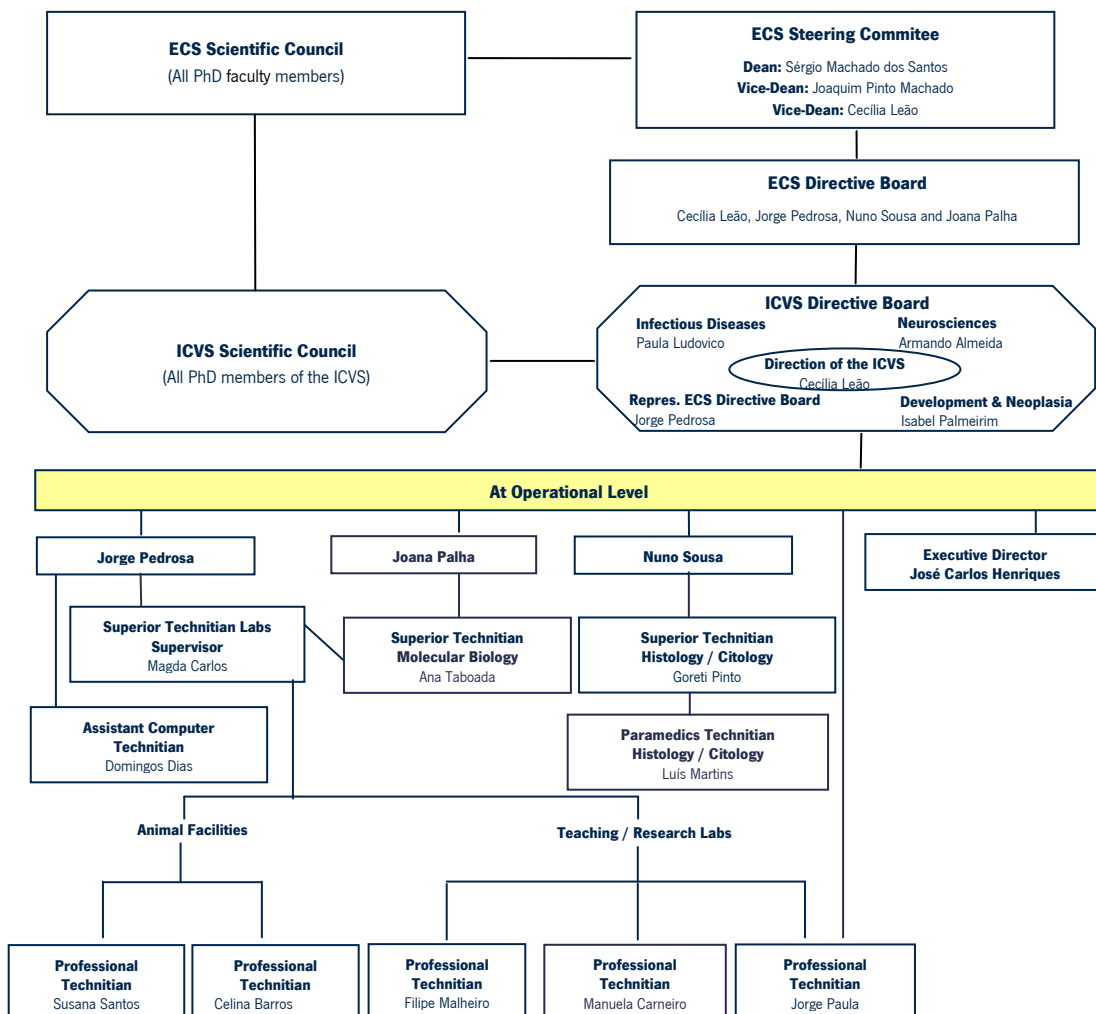 ECS Scientific Council
(All PhD faculty members)
ECS Steering Commitee
Dean: Sérgio Machado dos Santos
Vice-Dean: Joaquim Pinto Machado
Vice-Dean: Cecília Leão
ECS Directive Board
Cecília Leão, Jorge Pedrosa, Nuno Sousa and Joana Palha
ICVS Scientific Council
(All PhD members of the ICVS)
ICVS Directive Board
Infectious Diseases
Paula Ludovico
Neurosciences
Armando Almeida
Direction of the ICVS
Cecília Leão
Repres. ECS Directive Board
Jorge Pedrosa
Development & Neoplasia
Isabel Palmeirim
At Operational Level
Jorge Pedrosa
Joana Palha
Nuno Sousa
Executive Director
José Carlos Henriques
Superior Technitian Labs
Supervisor
Magda Carlos
Superior Technitian
Molecular Biology
Ana Taboada
Superior Technitian
Histology / Citology
Goreti Pinto
Assistant Computer
Technitian
Domingos Dias
Paramedics Technitian
Histology / Citology
Luís Martins
Animal Facilities
Teaching / Research Labs
Professional
Technitian
Susana Santos
Professional
Technitian
Celina Barros
Professional
Technitian
Filipe Malheiro
Professional
Technitian
Manuela Carneiro
Professional
Technitian
Jorge Paula